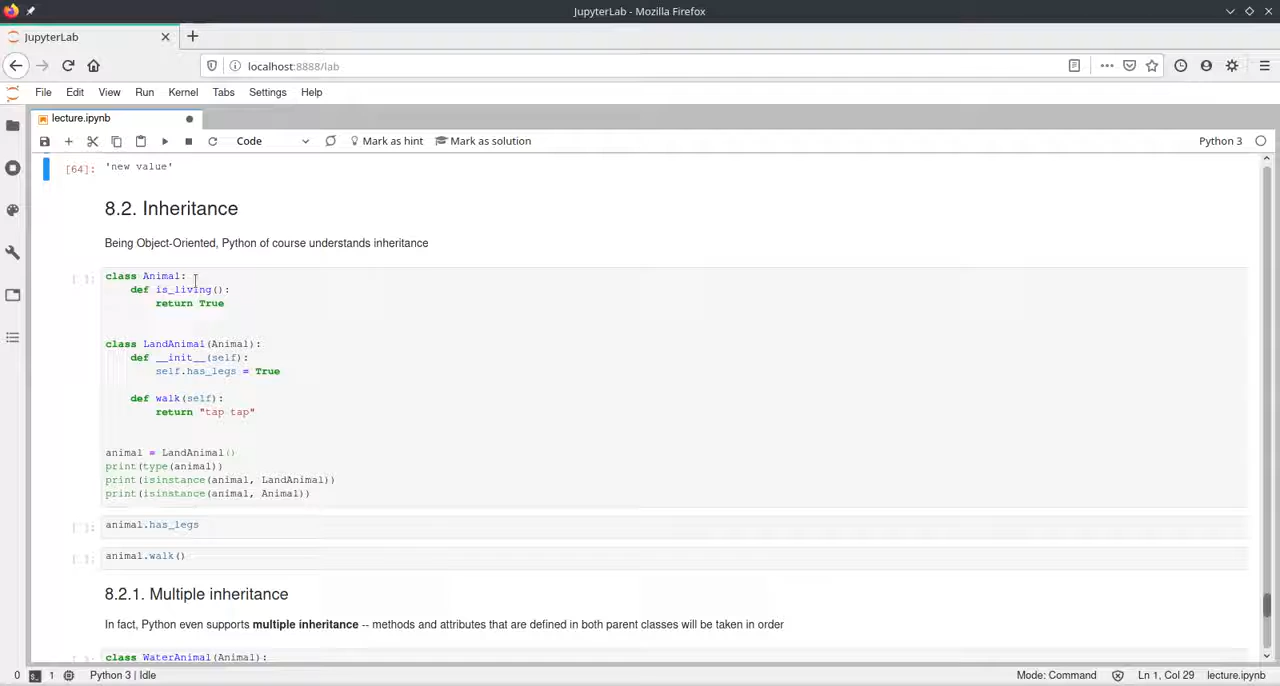 JupyterLab - Mozilla Firefox
JupyterLab
localhost:8888/lab
File Edit View Run Kernel Tabs Settings Help
lecture.ipynb
Code Mark as hint Mark as solution Python 3
[64]: 'new value'
8.2. Inheritance
Being Object-Oriented, Python of course understands inheritance
[ ]: class Animal:
def is_living():
return True
class LandAnimal(Animal):
def __init__(self):
self.has_legs = True
def walk(self):
return "tap tap"
animal = LandAnimal()
print(type(animal))
print(isinstance(animal, LandAnimal))
print(isinstance(animal, Animal))
[ ]: animal.has_legs
[ ]: animal.walk()
8.2.1. Multiple inheritance
In fact, Python even supports multiple inheritance -- methods and attributes that are defined in both parent classes will be taken in order
[ ]: class WaterAnimal(Animal):
0 1 Python 3 | Idle Mode: Command Ln 1, Col 29 lecture.ipynb